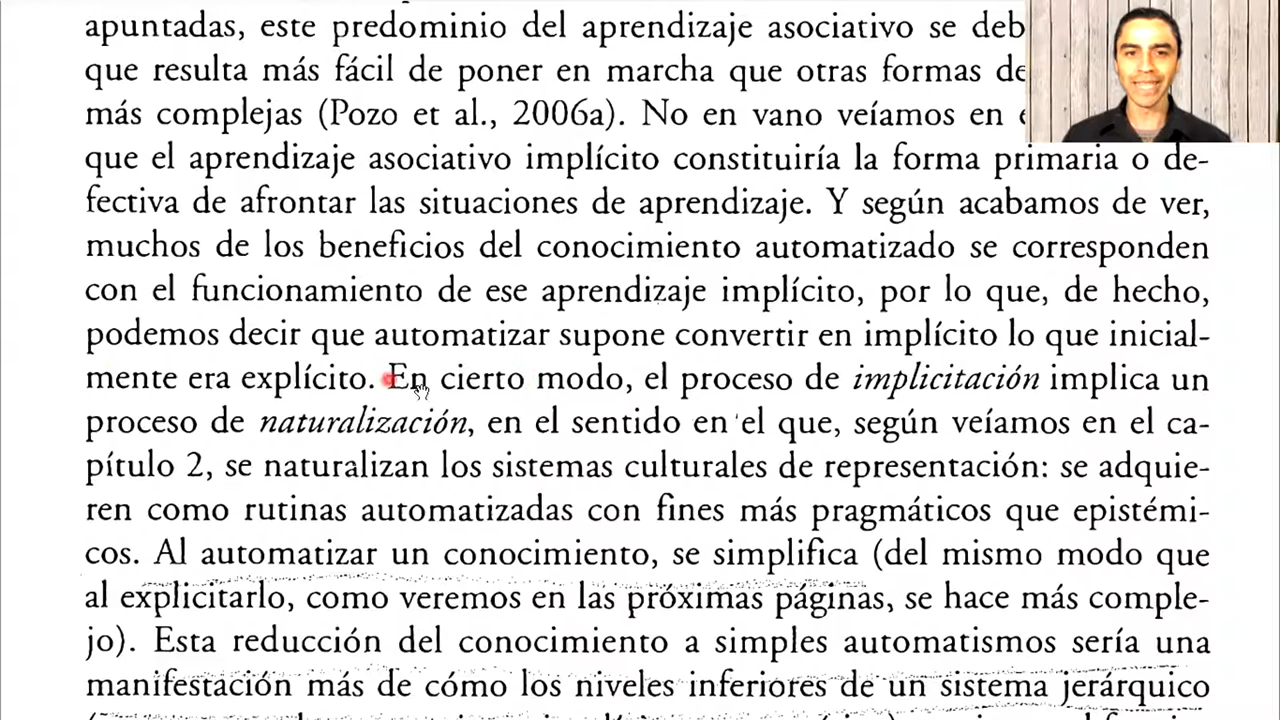 apuntadas, este predominio del aprendizaje asociativo se deb
que resulta más fácil de poner en marcha que otras formas de
más complejas (Pozo et al., 2006a). No en vano veíamos en
que el aprendizaje asociativo implícito constituiría la forma primaria o de-
fectiva de afrontar las situaciones de aprendizaje. Y según acabamos de ver,
muchos de los beneficios del conocimiento automatizado se corresponden
con el funcionamiento de ese aprendizaje implícito, por lo que, de hecho,
podemos decir que automatizar supone convertir en implícito lo que inicial-
mente era explícito. En cierto modo, el proceso de implicitación implica un
proceso de naturalización, en el sentido en el que, según veíamos en el ca-
pítulo 2, se naturalizan los sistemas culturales de representación: se adquie-
ren como rutinas automatizadas con fines más pragmáticos que epistémi-
cos. Al automatizar un conocimiento, se simplifica (del mismo modo que
al explicitarlo, como veremos en las próximas páginas, se hace más comple-
jo). Esta reducción del conocimiento a simples automatismos sería una
manifestación más de cómo los niveles inferiores de un sistema jerárquico